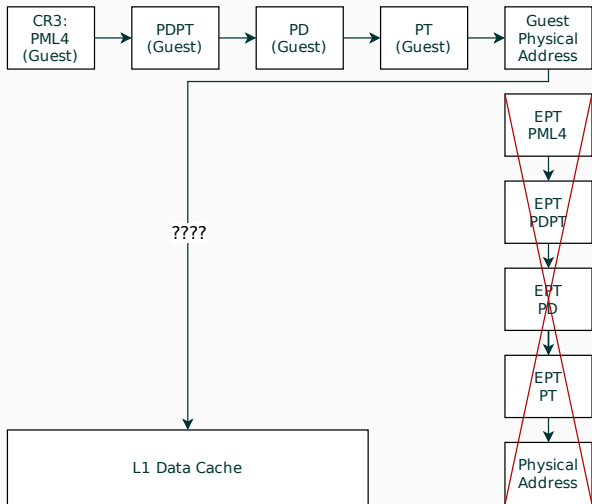 CR3:
PML4
(Guest)
PDPT
(Guest)
PD
(Guest)
PT
(Guest)
Guest
Physical
Address
EPT
PML4
EPT
PDPT
????
EPT
PD
EPT
PT
L1 Data Cache
Physical
Address